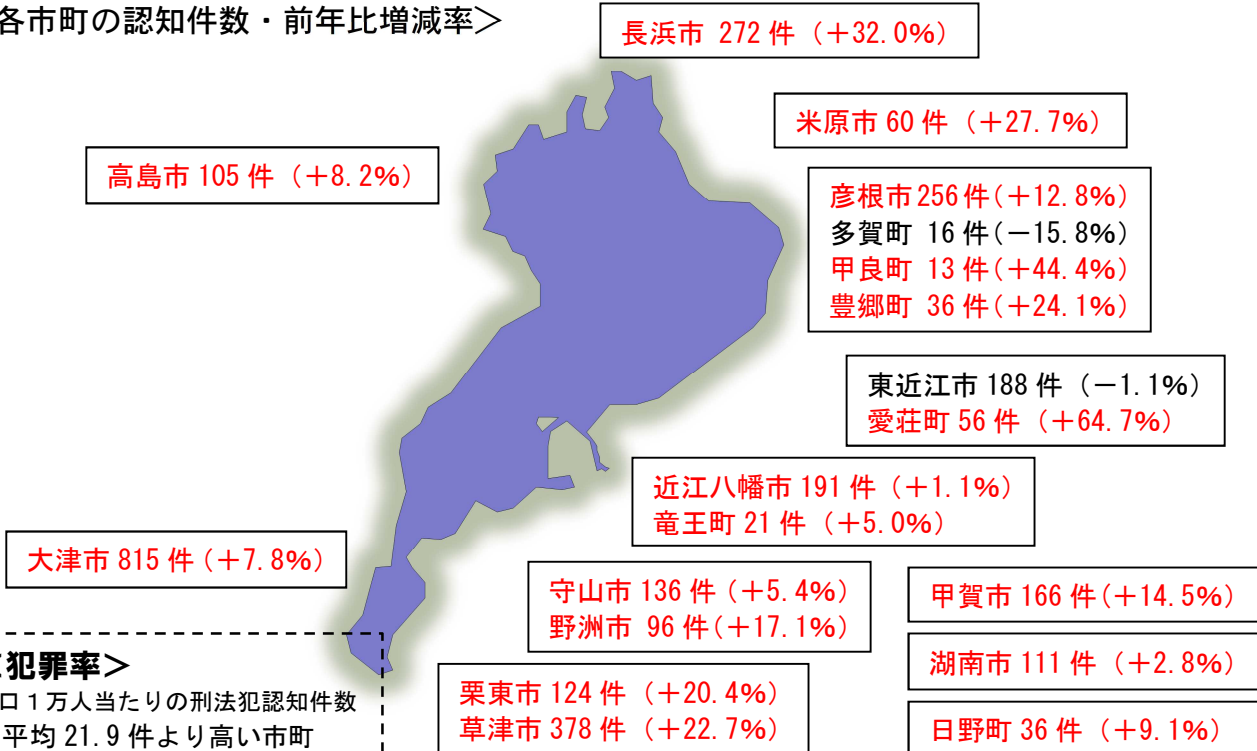 各市町の認知件数・前年比増減率＞
長浜市 272 件（＋32.0%）
米原市 60 件（＋27.7%）
高島市 105 件（＋8.2%）
彦根市 256 件（＋12.8%）
多賀町 16 件（－15.8%）
甲良町 13 件（＋44.4%）
豊郷町 36 件（＋24.1%）
東近江市 188 件（－1.1%）
愛荘町 56 件（＋64.7%）
近江八幡市 191 件（＋1.1%）
竜王町 21 件（＋5.0%）
大津市 815 件（＋7.8%）
守山市 136 件（＋5.4%）
野洲市 96 件（＋17.1%）
甲賀市 166 件（＋14.5%）
湖南市 111 件（＋2.8%）
栗東市 124 件（＋20.4%）
草津市 378 件（＋22.7%）
日野町 36 件（＋9.1%）
犯罪率＞
口１万人当たりの刑法犯認知件数
平均 21.9 件より高い市町